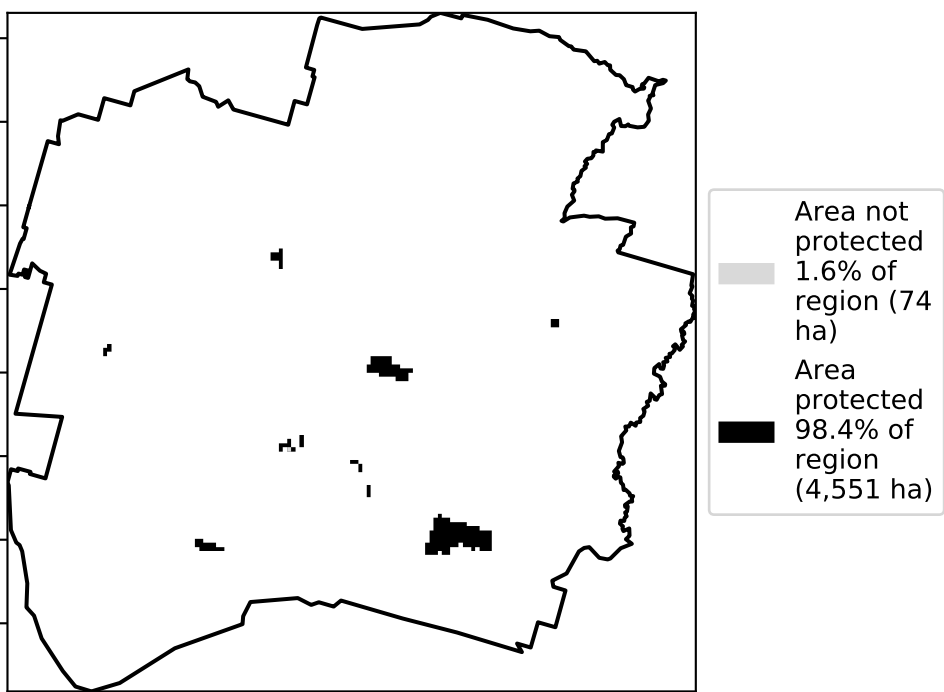 Area not
protected
1.6% of
region (74
ha)
Area
protected
98.4% of
region
(4,551 ha)